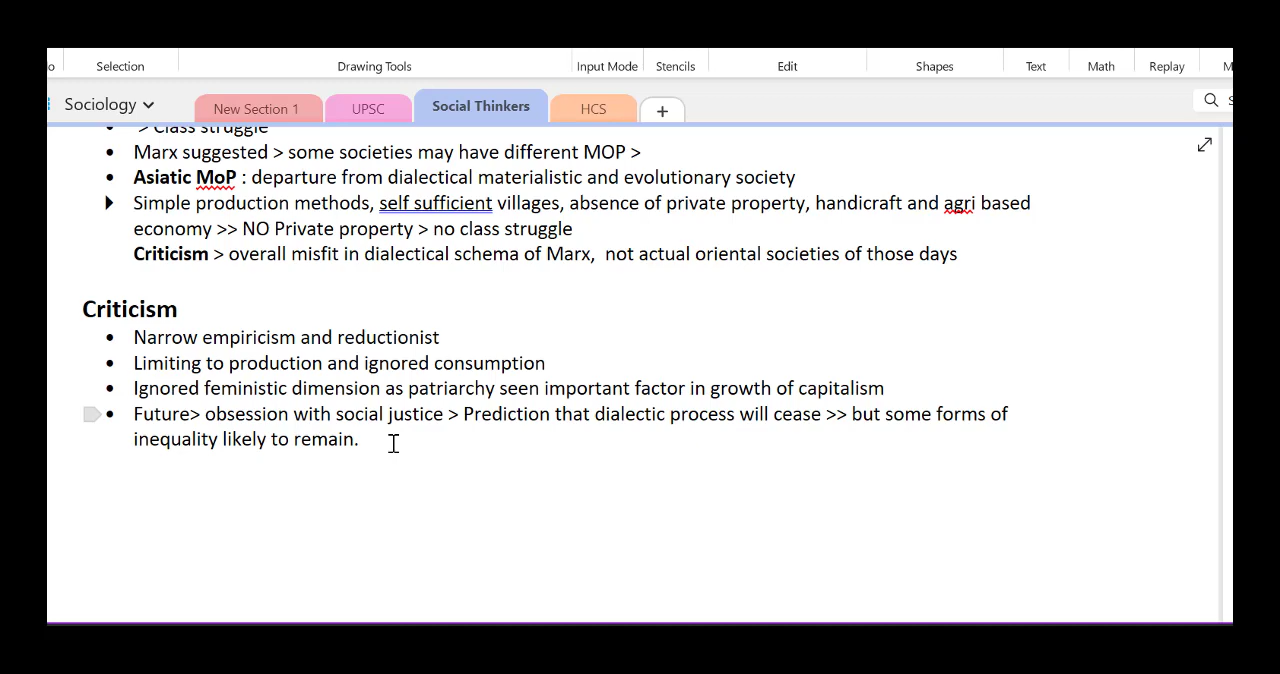 Selection Drawing Tools Input Mode Stencils Edit Shapes Text Math Replay
Sociology New Section 1 UPSC Social Thinkers HCS +
> Class struggle
Marx suggested > some societies may have different MOP >
Asiatic MoP : departure from dialectical materialistic and evolutionary society
Simple production methods, self sufficient villages, absence of private property, handicraft and agri based
economy >> NO Private property > no class struggle
Criticism > overall misfit in dialectical schema of Marx, not actual oriental societies of those days
Criticism
Narrow empiricism and reductionist
Limiting to production and ignored consumption
Ignored feministic dimension as patriarchy seen important factor in growth of capitalism
Future> obsession with social justice > Prediction that dialectic process will cease >> but some forms of
inequality likely to remain.